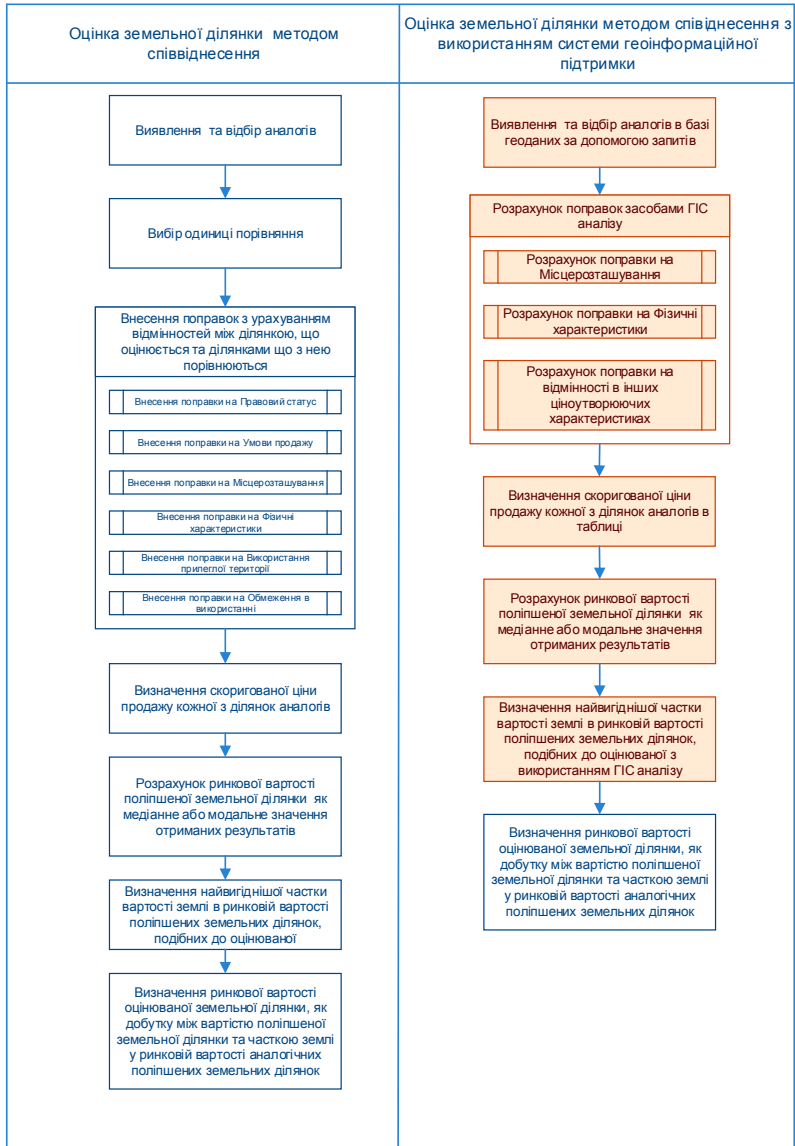 Оцінка земельної ділянки методом
співвіднесення
Виявлення та відбір аналогів
Вибір одиниці порівняння
Внесення поправок з урахуванням
відмінностей між ділянкою, що
оцінюється та ділянками що з нею
порівнюються
Внесення поправки на Правовий статус
Внесення поправки на Умови продажу
Внесення поправки на Місцерозташування
Внесення поправки на Фізичні
характеристики
Внесення поправки на Використання
прилеглої території
Внесення поправки на Обмеження в
використанні
Визначення скоригованої ціни
продажу кожної з ділянок аналогів
Розрахунок ринкової вартості
поліпшеної земельної ділянки як
медіанне або модальне значення
отриманих результатів
Визначення найвигіднішої частки
вартості землі в ринковій вартості
поліпшених земельних ділянок,
подібних до оцінюваної
Визначення ринкової вартості
оцінюваної земельної ділянки, як
добутку між вартістю поліпшеної
земельної ділянки та часткою землі
у ринковій вартості аналогічних
поліпшених земельних ділянок
Оцінка земельної ділянки методом співіднесення з
використанням системи геоінформаційної
підтримки
Виявлення та відбір аналогів в базі
геоданих за допомогою запитів
Розрахунок поправок засобами ГІС
аналізу
Розрахунок поправки на
Місцерозташування
Розрахунок поправки на Фізичні
характеристики
Розрахунок поправки на
відмінності в інших
ціноутворюючих
характеристиках
Визначення скоригованої ціни
продажу кожної з ділянок аналогів в
таблиці
Розрахунок ринкової вартості
поліпшеної земельної ділянки як
медіанне або модальне значення
отриманих результатів
Визначення найвигіднішої частки
вартості землі в ринковій вартості
поліпшених земельних ділянок,
подібних до оцінюваної з
використанням ГІС аналізу
Визначення ринкової вартості
оцінюваної земельної ділянки, як
добутку між вартістю поліпшеної
земельної ділянки та часткою землі
у ринковій вартості аналогічних
поліпшених земельних ділянок